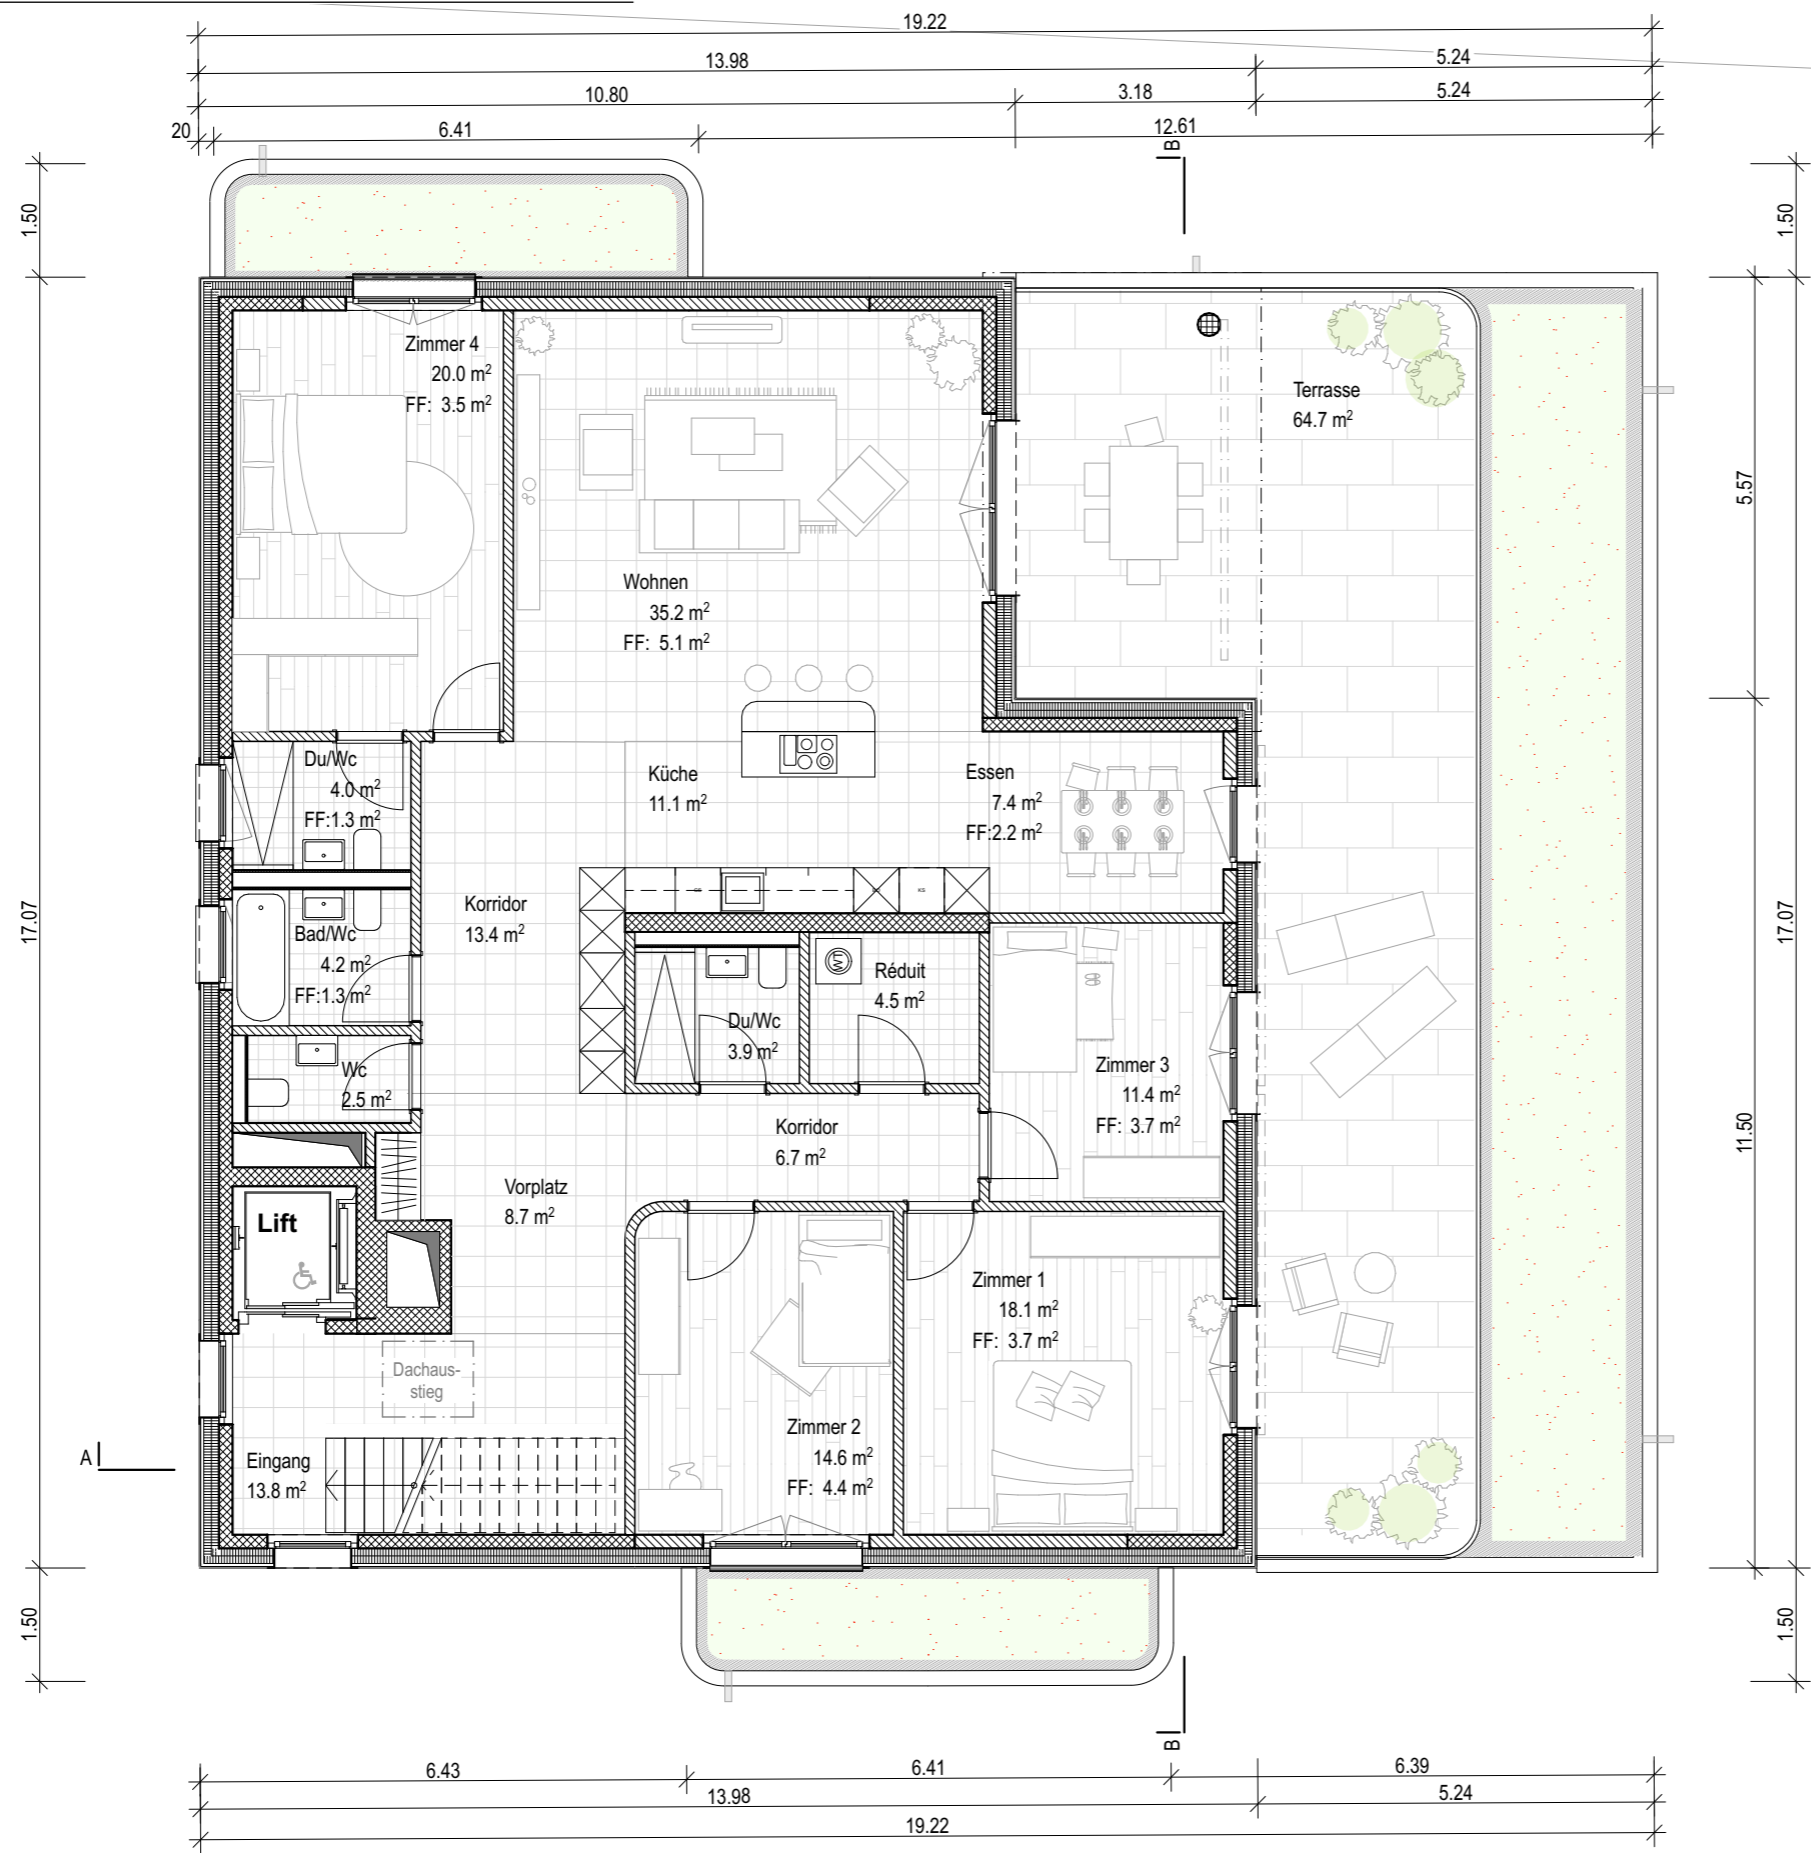 19.22
13.98
5.24
10.80
3.18
5.24
20
6.41
12.61
B
1.50
1.50
Zimmer 4
20.0 m²
FF: 3.5 m²
Terrasse
64.7 m²
5.57
Wohnen
35.2 m²
FF: 5.1 m²
Du/Wc
4.0 m²
FF:1.3 m²
Küche
11.1 m²
Essen
7.4 m²
FF:2.2 m²
KS
17.07
17.07
Korridor
13.4 m²
Bad/Wc
4.2 m²
FF:1.3 m²
WT
Réduit
4.5 m²
Du/Wc
3.9 m²
Wc
2.5 m²
Zimmer 3
11.4 m²
FF: 3.7 m²
11.50
Korridor
6.7 m²
Vorplatz
8.7 m²
Lift
Zimmer 1
18.1 m²
FF: 3.7 m²
Dachaus-
stieg
Zimmer 2
14.6 m²
FF: 4.4 m²
A
Eingang
13.8 m²
1.50
1.50
B
6.43
6.41
6.39
13.98
5.24
19.22